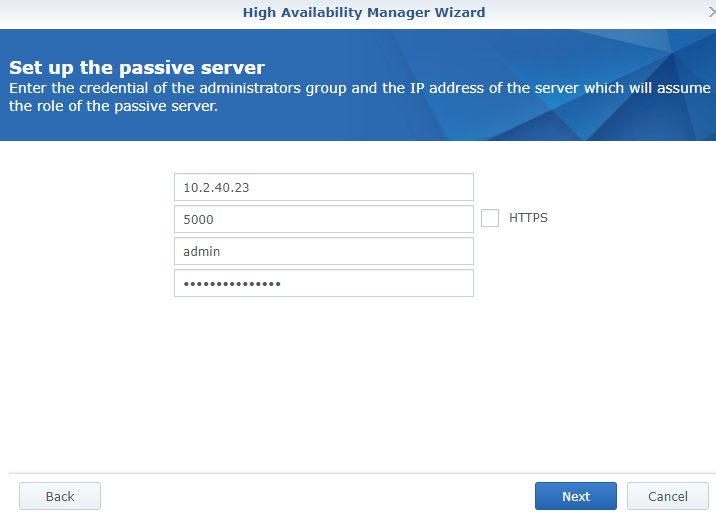 High Availability Manager Wizard
Set up the passive server
Enter the credential of the administrators group and the IP address of the server which will assume
the role of the passive server.
10.2.40.23
5000
HTTPS
admin
•••••••••••••••
Back
Next
Cancel